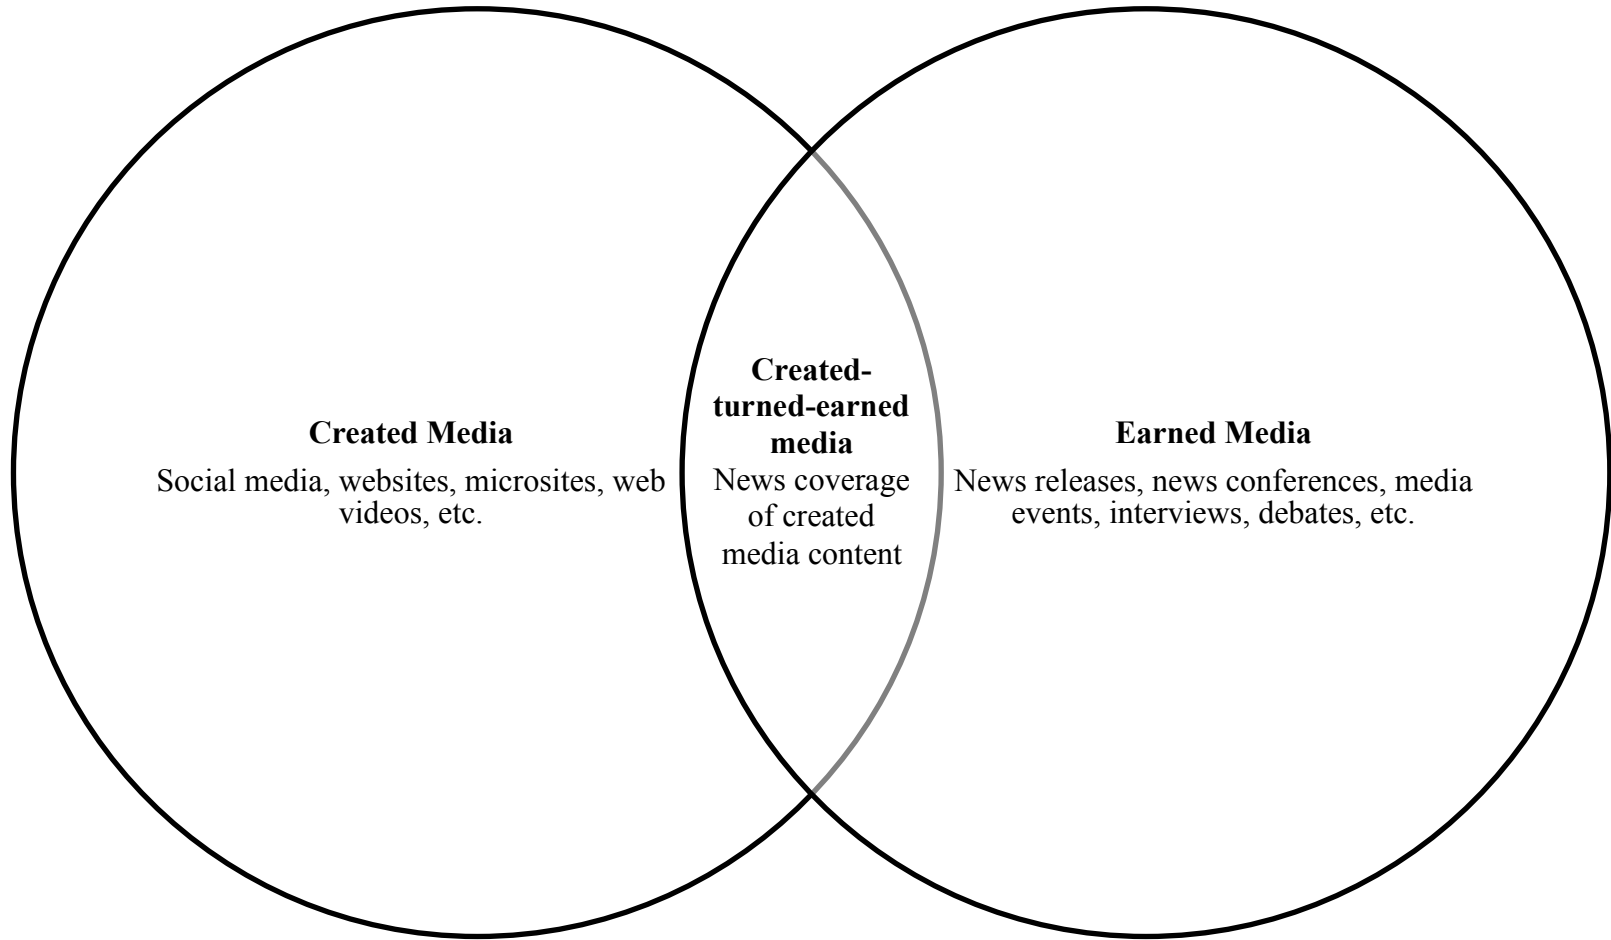 Created Media
Social media, websites, microsites, web
videos, etc.
Created-
turned-earned
media
News coverage
of created
media content
Earned Media
News releases, news conferences, media
events, interviews, debates, etc.